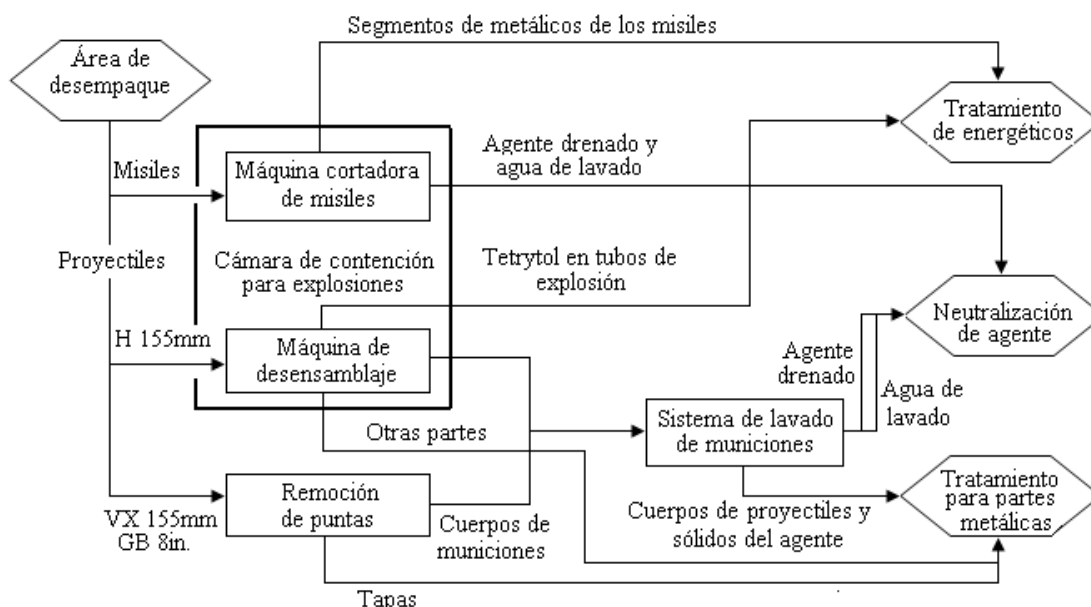 Segmentos de metálicos de los misiles
Área de
desempaque
Tratamiento
de energéticos
Misiles
Máquina cortadora
de misiles
Agente drenado y
agua de lavado
Proyectiles
Cámara de contención
para explosiones
Tetrytol en tubos de
explosión
Neutralización
de agente
H 155mm
Máquina de
desensamblaje
Agente
drenado
Agua de
lavado
Otras partes
Sistema de lavado
de municiones
Remoción
de puntas
VX 155mm
GB 8in.
Cuerpos de
municiones
Cuerpos de proyectiles y
sólidos del agente
Tratamiento
para partes
metálicas
Tapas